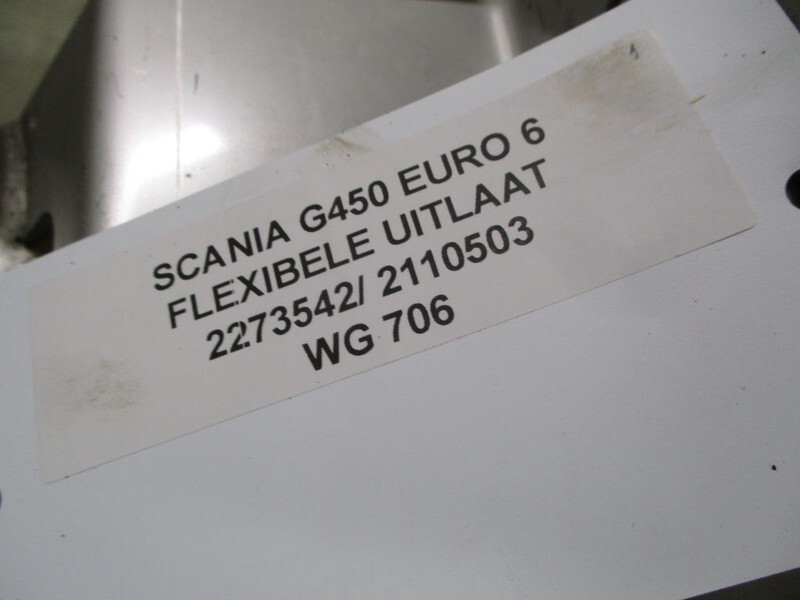 SCANIA G450 EURO 6
FLEXIBELE UITLAAT
2273542/ 2110503
WG 706